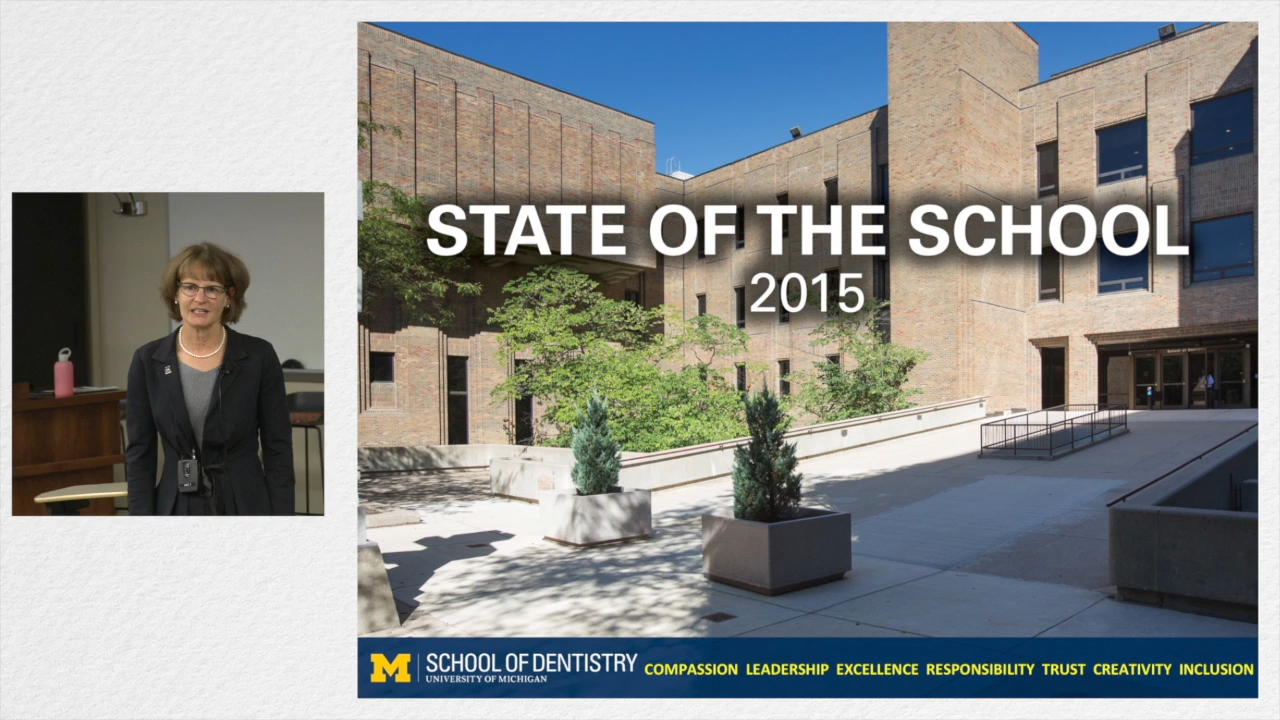 STATE OF THE SCHOOL
2015
M SCHOOL OF DENTISTRY
UNIVERSITY OF MICHIGAN
COMPASSION LEADERSHIP EXCELLENCE RESPONSIBILITY TRUST CREATIVITY INCLUSION